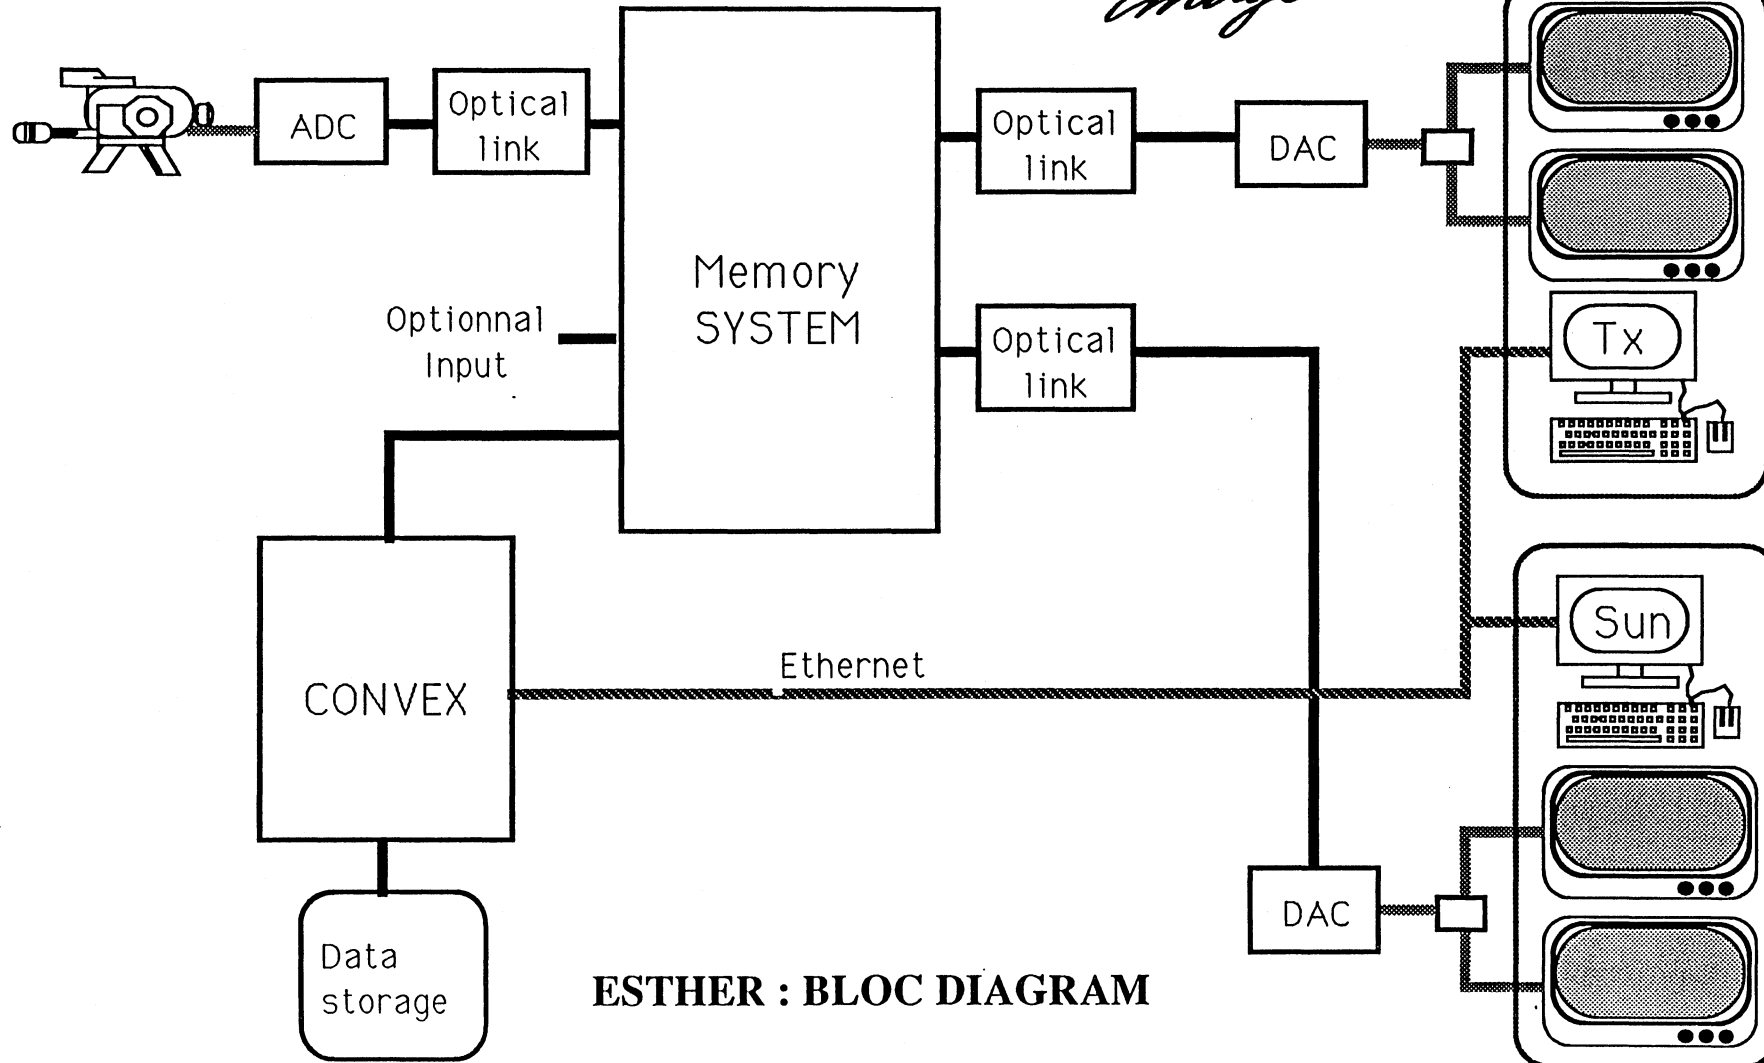 image
ADC
Optical
link
Optical
link
DAC
Memory
SYSTEM
Optionnal
Input
Optical
link
Tx
Sun
Ethernet
CONVEX
DAC
Data
storage
ESTHER : BLOC DIAGRAM